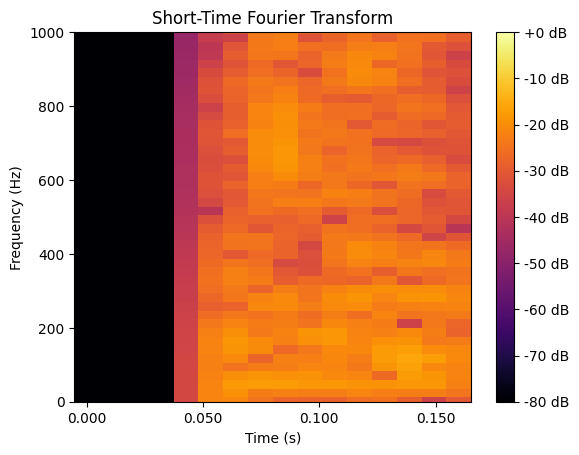 Short-Time Fourier Transform
1000
800
600
400
200
0
Frequency (Hz)
0.000
0.050
0.100
0.150
Time (s)
+0 dB
-10 dB
-20 dB
-30 dB
-40 dB
-50 dB
-60 dB
-70 dB
-80 dB